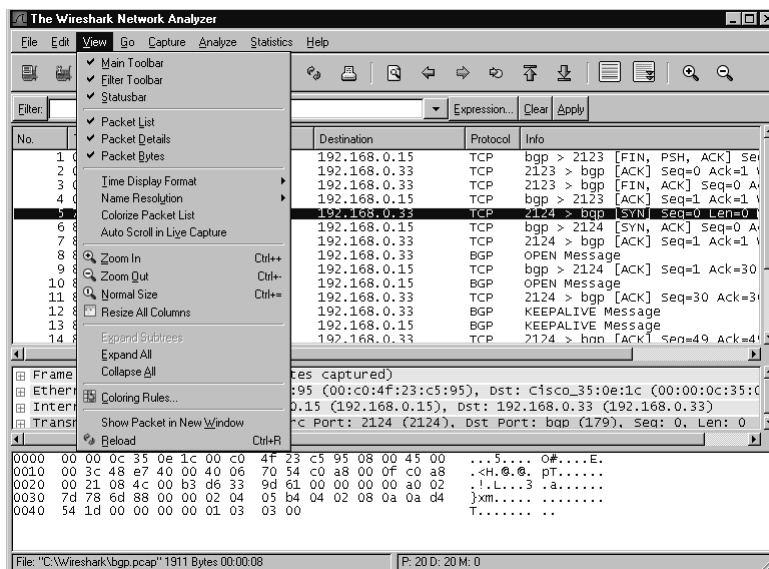 The Wireshark Network Analyzer
File Edit View Go Capture Analyze Statistics Help
Main Toolbar
Filter Toolbar
Statusbar
Packet List
Packet Details
Packet Bytes
Time Display Format
Name Resolution
Colorize Packet List
Auto Scroll in Live Capture
Zoom In Ctrl++
Zoom Out Ctrl+-
Normal Size Ctrl+=
Resize All Columns
Expand Subtrees
Expand All
Collapse All
Coloring Rules...
Show Packet in New Window
Reload Ctrl+R
Filter: Expression... Clear Apply
No. Destination Protocol Info
1 192.168.0.15 TCP bgp > 2123 [FIN, PSH, ACK] Se
2 192.168.0.33 TCP 2123 > bgp [ACK] Seq=0 Ack=1
3 192.168.0.33 TCP 2123 > bgp [FIN, ACK] Seq=0 A
4 192.168.0.15 TCP bgp > 2123 [ACK] Seq=1 Ack=1
5 192.168.0.33 TCP 2124 > bgp [SYN] Seq=0 Len=0
6 192.168.0.15 TCP bgp > 2124 [SYN, ACK] Seq=0 A
7 192.168.0.33 TCP 2124 > bgp [ACK] Seq=1 Ack=1
8 192.168.0.33 BGP OPEN Message
9 192.168.0.15 TCP bgp > 2124 [ACK] Seq=1 Ack=30
10 192.168.0.15 BGP OPEN Message
11 192.168.0.33 TCP 2124 > bgp [ACK] Seq=30 Ack=3
12 192.168.0.33 BGP KEEPALIVE Message
13 192.168.0.15 BGP KEEPALIVE Message
14 192.168.0.33 TCP 2124 > bgp [ACK] Seq=49 Ack=4
Frame tes captured)
Ether :95 (00:c0:4f:23:c5:95), Dst: Cisco_35:0e:1c (00:00:0c:35:0
Inter 0.15 (192.168.0.15), Dst: 192.168.0.33 (192.168.0.33)
Trans rc Port: 2124 (2124), Dst Port: bgp (179), Seq: 0, Len: 0
0000 00 00 0c 35 0e 1c 00 c0 4f 23 c5 95 08 00 45 00 ...5.... O#....E.
0010 00 3c 48 e7 40 00 40 06 70 54 c0 a8 00 0f c0 a8 .<H.@.@. pT......
0020 00 21 08 4c 00 b3 d6 33 9d 61 00 00 00 00 a0 02 .!.L...3 .a......
0030 7d 78 6d 88 00 00 02 04 05 b4 04 02 08 0a 0a d4 }xm..... ........
0040 54 1d 00 00 00 00 01 03 03 00 T....... ..
File: "C:\Wireshark\bgp.pcap" 1911 Bytes 00:00:08 P: 20 D: 20 M: 0